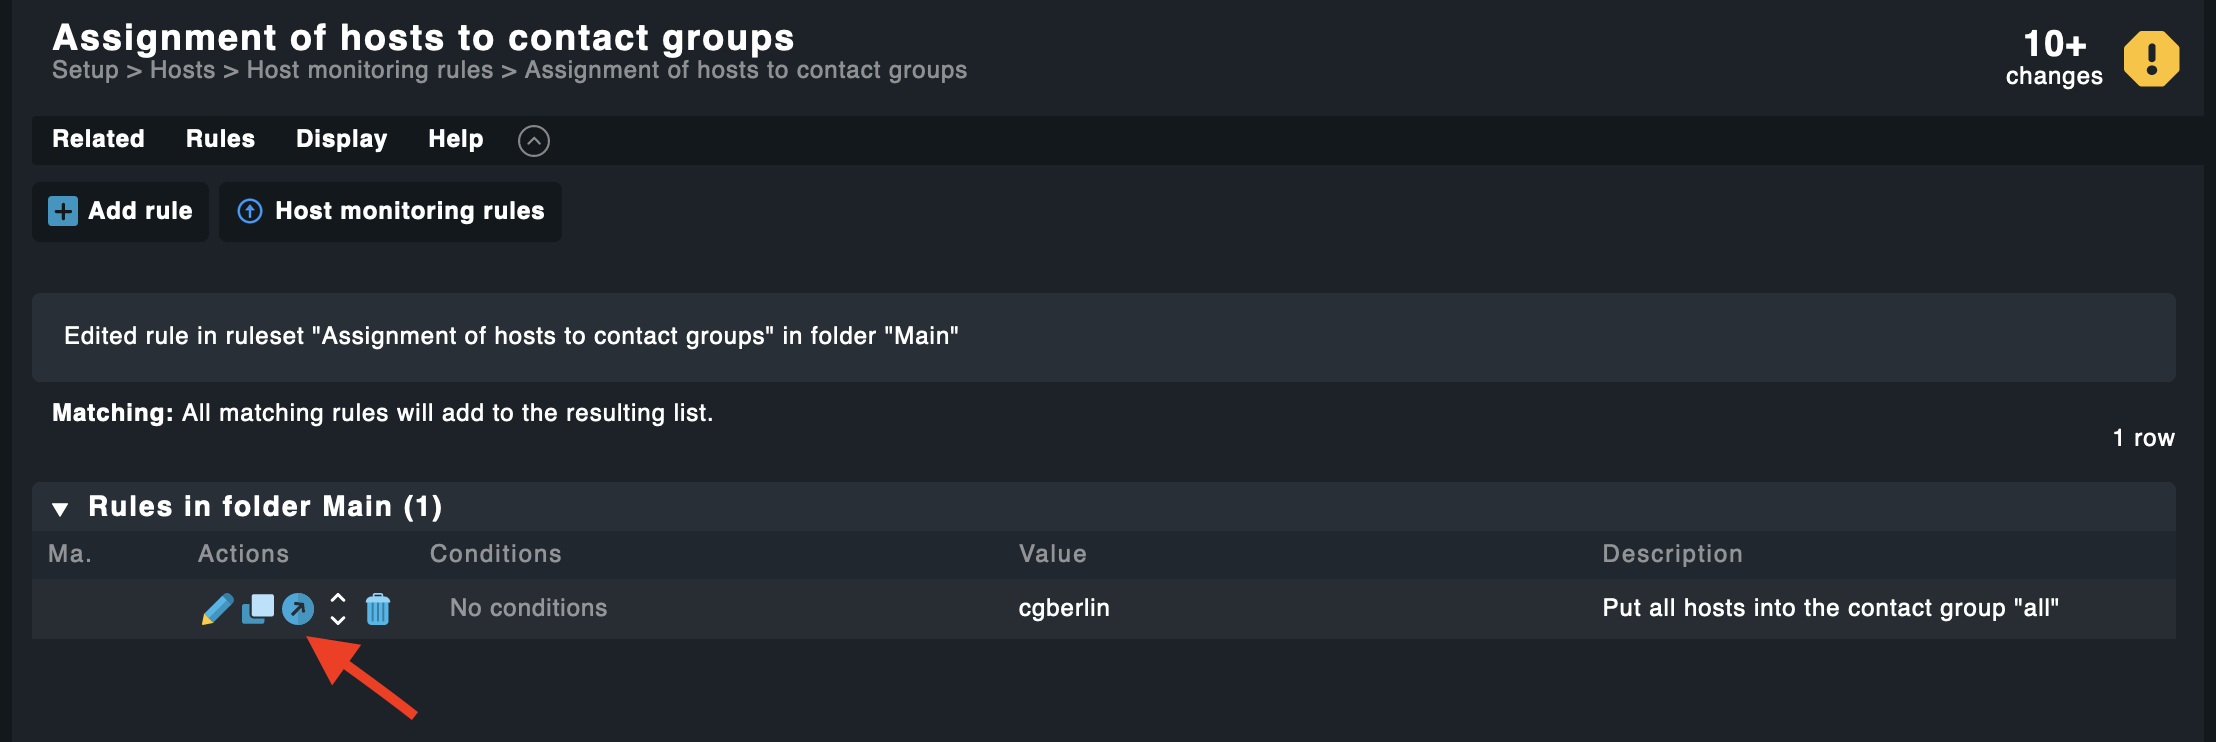 Assignment of hosts to contact groups
Setup > Hosts > Host monitoring rules > Assignment of hosts to contact groups
10+
changes
Related Rules Display Help
Add rule Host monitoring rules
Edited rule in ruleset "Assignment of hosts to contact groups" in folder "Main"
Matching: All matching rules will add to the resulting list.
1 row
Rules in folder Main (1)
Ma. Actions Conditions Value Description
No conditions cgberlin Put all hosts into the contact group "all"